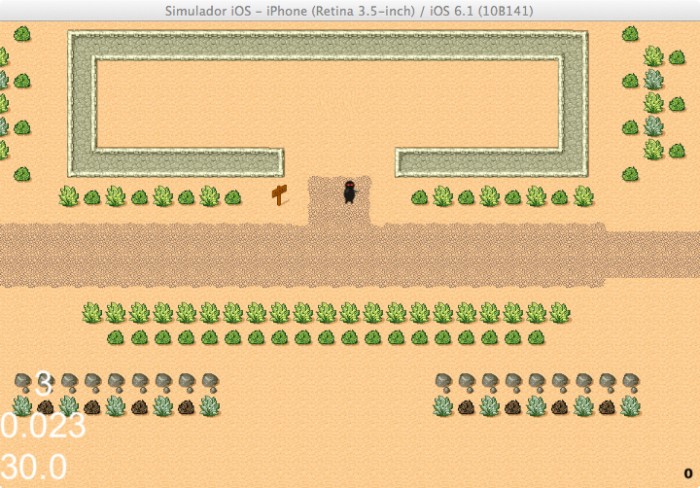 Simulador iOS - iPhone (Retina 3.5-inch) / iOS 6.1 (10B141)
3
0.023
30.0
0